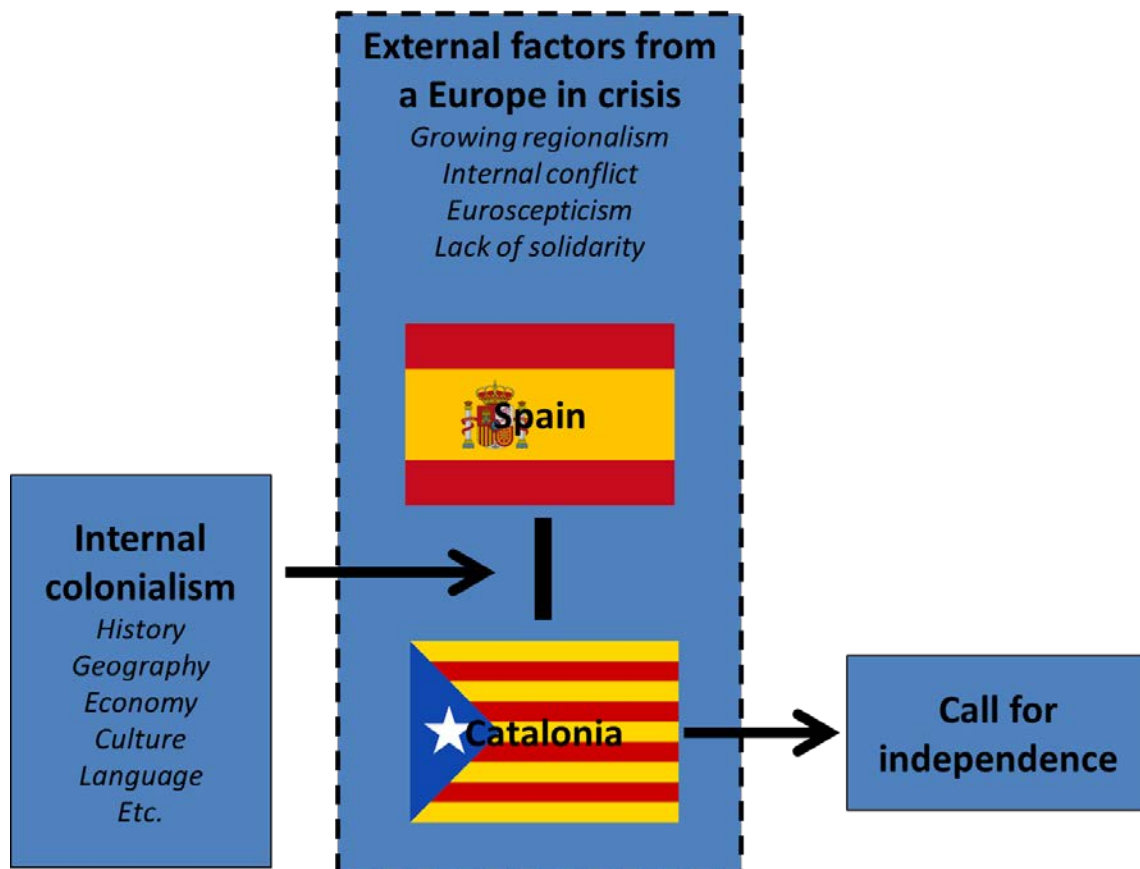 External factors from
a Europe in crisis
Growing regionalism
Internal conflict
Euroscepticism
Lack of solidarity
Spain
Internal
colonialism
History
Geography
Economy
Culture
Language
Etc.
Catalonia
Call for
independence